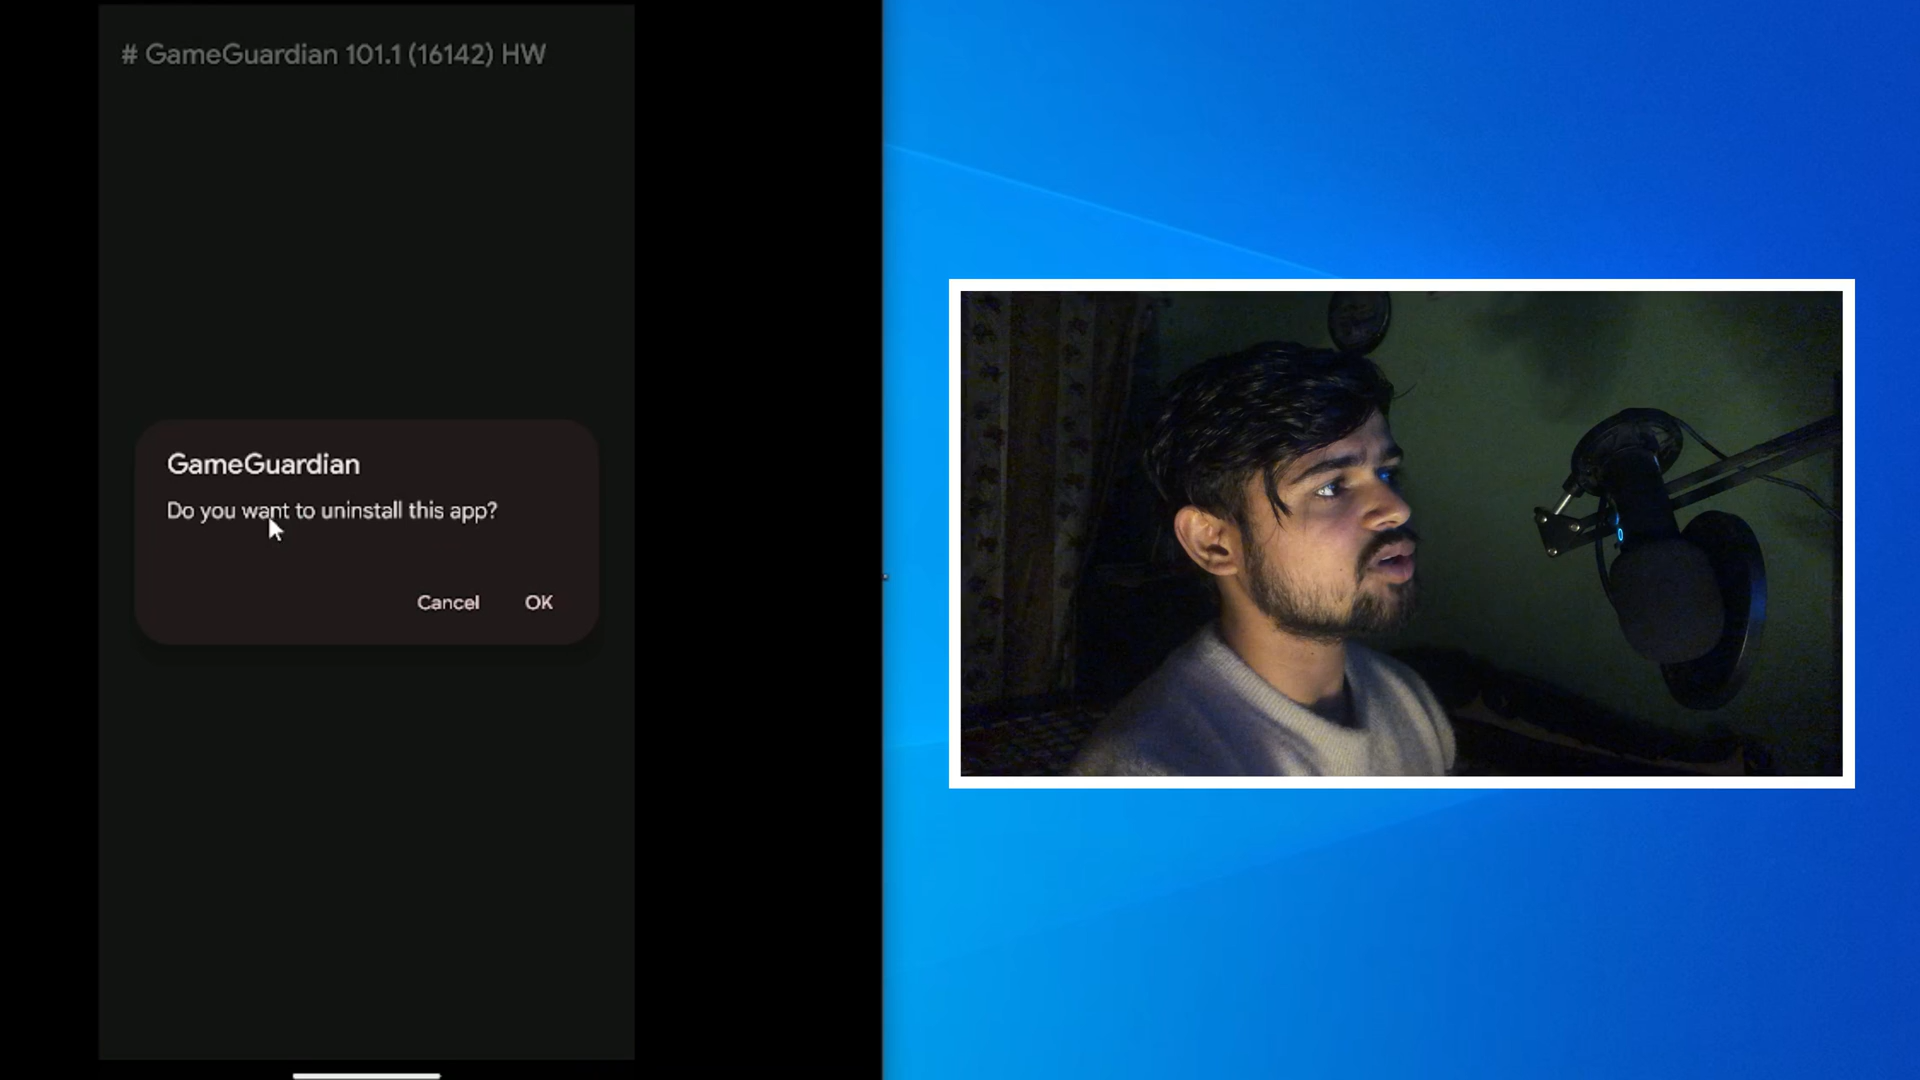 # GameGuardian 101.1 (16142) HW
GameGuardian
Do you want to uninstall this app?
Cancel OK